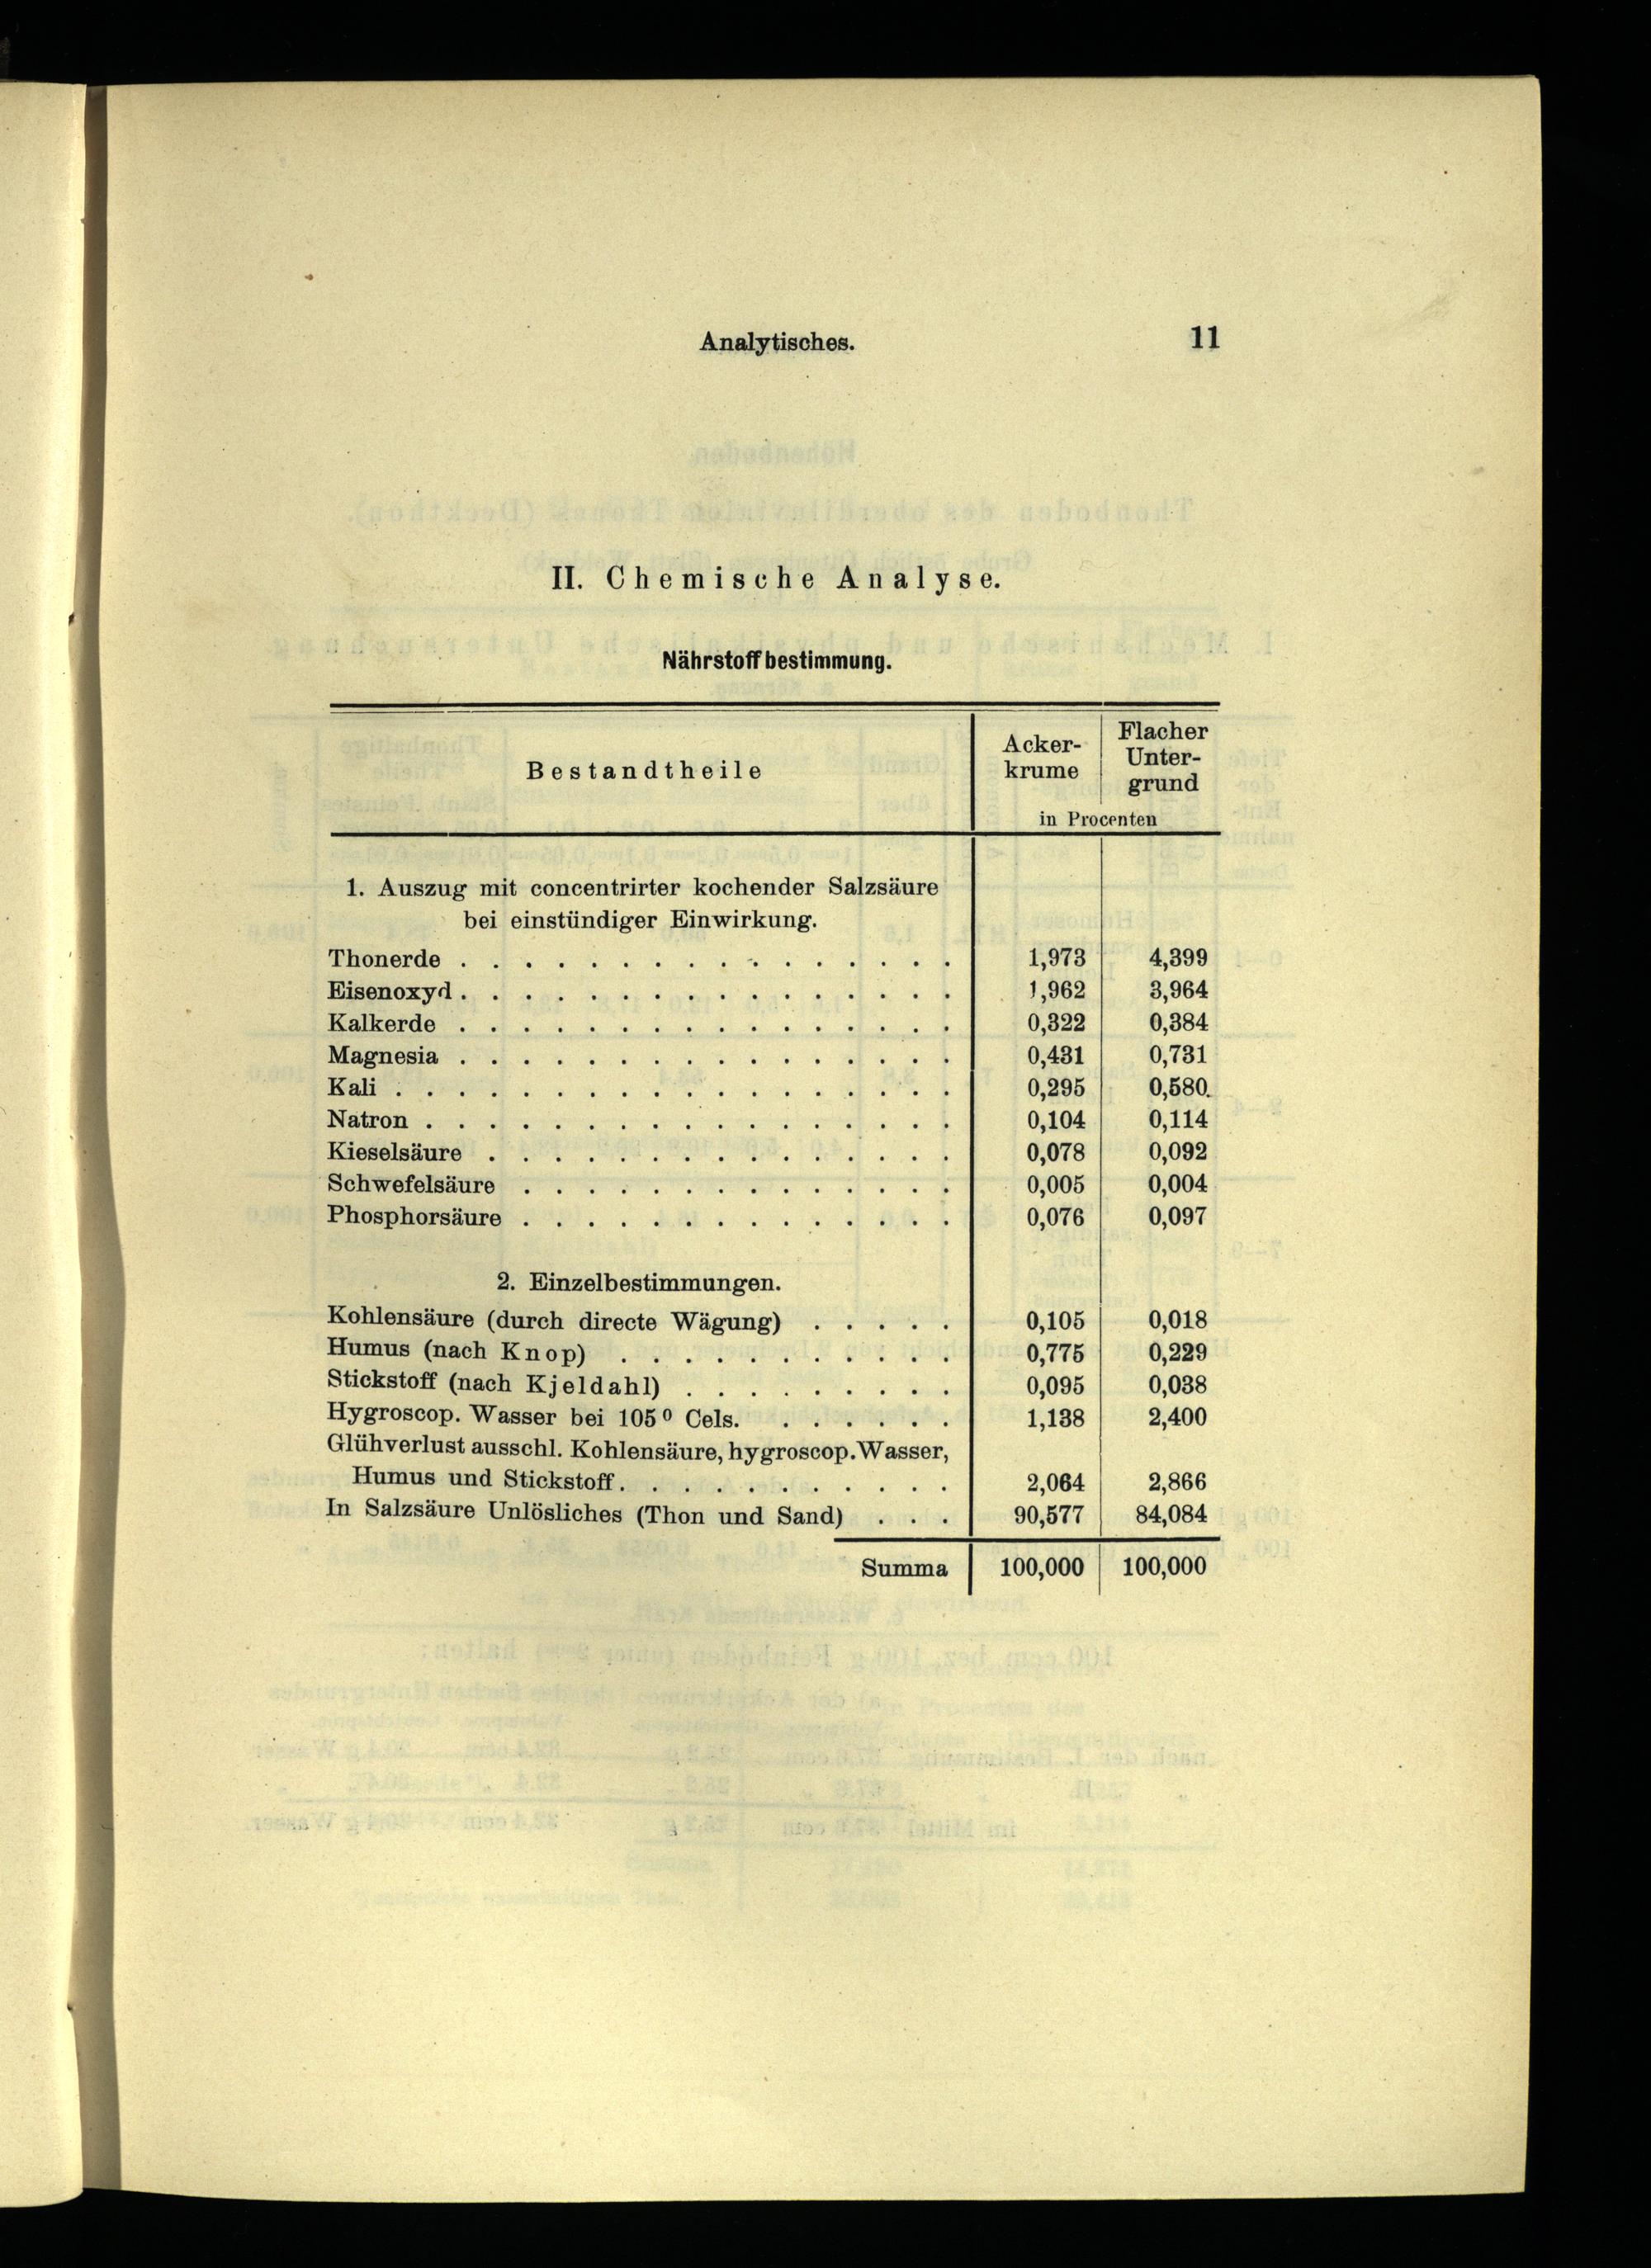 Analytisches. 11
II. Chemische Analyse.
Nährstoffbestimmung.
Bestandtheile
Acker-
krume
Flacher
Unter-
grund
in Procenten
1. Auszug mit concentrirter kochender Salzsäure
bei einstündiger Einwirkung.
Thonerde . . . . . . . . . . . . . . . . 1,973 4,399
Eisenoxyd . . . . . . . . . . . . . . . . 1,962 3,964
Kalkerde . . . . . . . . . . . . . . . . 0,322 0,384
Magnesia . . . . . . . . . . . . . . . . 0,431 0,731
Kali . . . . . . . . . . . . . . . . . . 0,295 0,580.
Natron . . . . . . . . . . . . . . . . . 0,104 0,114
Kieselsäure . . . . . . . . . . . . . . . 0,078 0,092
Schwefelsäure . . . . . . . . . . . . . . 0,005 0,004
Phosphorsäure . . . . . . . . . . . . . . 0,076 0,097
2. Einzelbestimmungen.
Kohlensäure (durch directe Wägung) . . . . . 0,105 0,018
Humus (nach Knop) . . . . . . . . . . . 0,775 0,229
Stickstoff (nach Kjeldahl) . . . . . . . . . 0,095 0,038
Hygroscop. Wasser bei 105° Cels. . . . . . . 1,138 2,400
Glühverlust ausschl. Kohlensäure, hygroscop. Wasser,
Humus und Stickstoff . . . . . . . . . . . 2,064 2,866
In Salzsäure Unlösliches (Thon und Sand) . . . 90,577 84,084
Summa 100,000 100,000